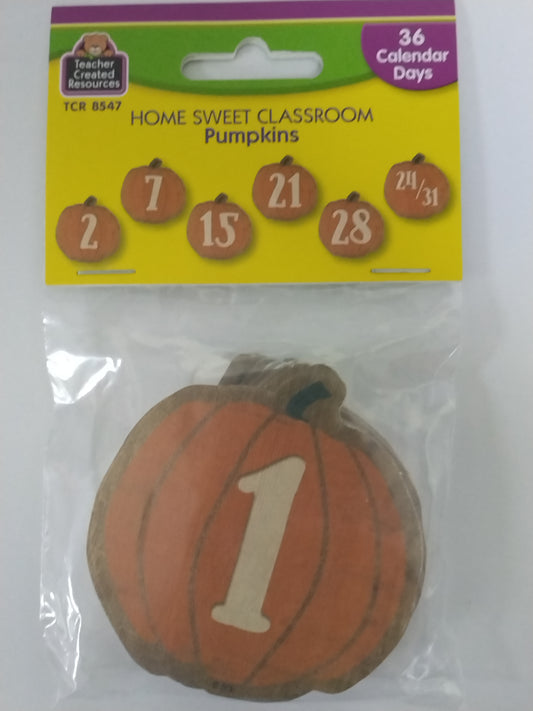 Teacher
Created
Resources
TCR 8547
36
Calendar
Days
HOME SWEET CLASSROOM
Pumpkins
2
7
15
21
28
24/31
1